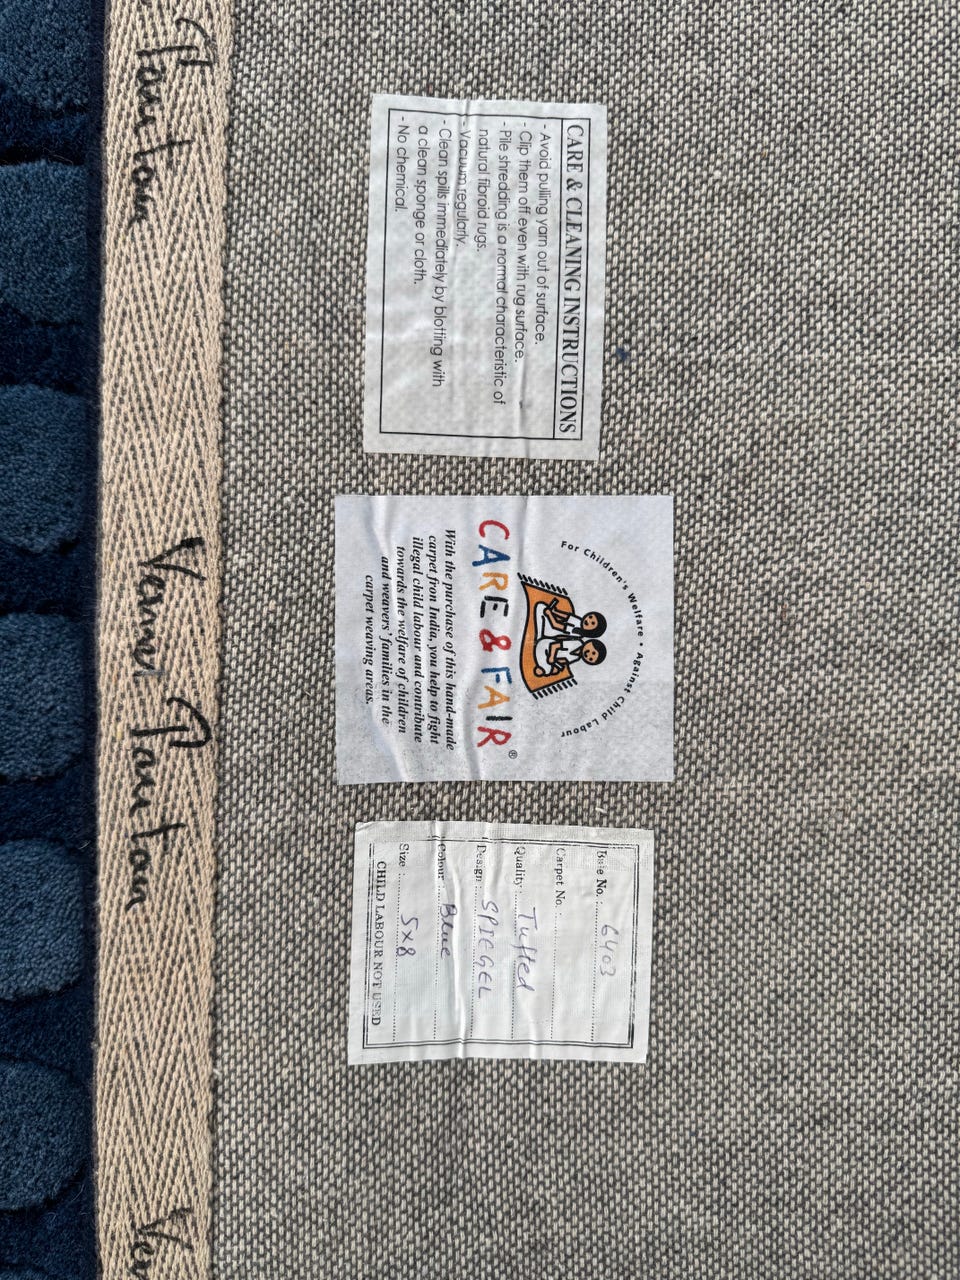 CARE & CLEANING INSTRUCTIONS
- Avoid pulling yarn out of surface.
- Clip them off even with rug surface.
- Pile shredding is a normal characteristic of
natural fibroid rugs.
- Vacuum regularly.
- Clean spills immediately by blotting with
a clean sponge or cloth.
- No chemical.
For Children's Welfare • Against Child Labour
CARE & FAIR®
With the purchase of this hand-made
carpet fron India, you help to fight
illegal child labour and contribute
towards the welfare of children
and weavers' families in the
carpet weaving areas.
Bale No. 6403
Carpet No. :
Quality : Tufted
Design : SPIEGEL
Colour : Blue
Size : 5x8
CHILD LABOUR NOT USED
Panton Verner Panton Ver